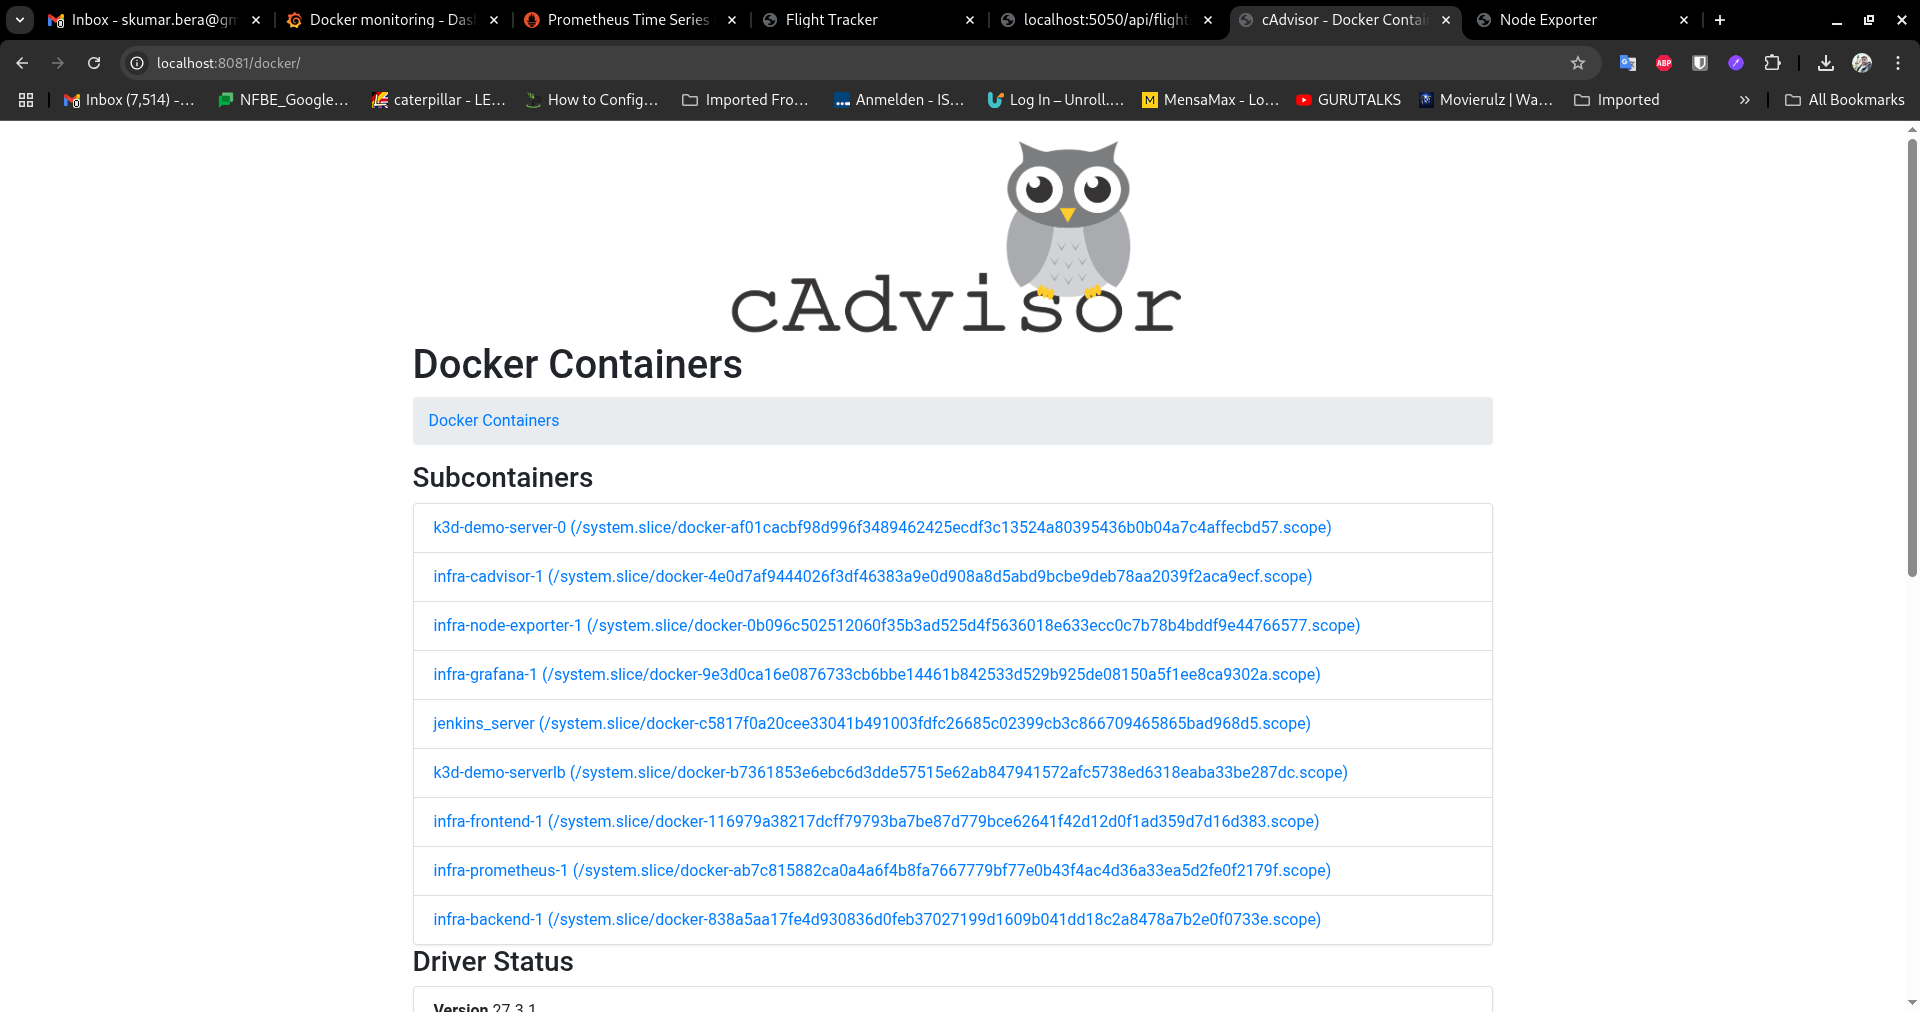 Inbox - skumar.bera@gm
Docker monitoring - Das
Prometheus Time Series
Flight Tracker
localhost:5050/api/flight
cAdvisor - Docker Contai
Node Exporter
localhost:8081/docker/
Inbox (7,514) -...
NFBE_Google...
caterpillar - LE...
How to Config...
Imported Fro...
Anmelden - IS...
Log In – Unroll....
MensaMax - Lo...
GURUTALKS
Movierulz | Wa...
Imported
All Bookmarks
cAdvisor
Docker Containers
Docker Containers
Subcontainers
k3d-demo-server-0 (/system.slice/docker-af01cacbf98d996f3489462425ecdf3c13524a80395436b0b04a7c4affecbd57.scope)
infra-cadvisor-1 (/system.slice/docker-4e0d7af9444026f3df46383a9e0d908a8d5abd9bcbe9deb78aa2039f2aca9ecf.scope)
infra-node-exporter-1 (/system.slice/docker-0b096c502512060f35b3ad525d4f5636018e633ecc0c7b78b4bddf9e44766577.scope)
infra-grafana-1 (/system.slice/docker-9e3d0ca16e0876733cb6bbe14461b842533d529b925de08150a5f1ee8ca9302a.scope)
jenkins_server (/system.slice/docker-c5817f0a20cee33041b491003fdfc26685c02399cb3c866709465865bad968d5.scope)
k3d-demo-serverlb (/system.slice/docker-b7361853e6ebc6d3dde57515e62ab847941572afc5738ed6318eaba33be287dc.scope)
infra-frontend-1 (/system.slice/docker-116979a38217dcff79793ba7be87d779bce62641f42d12d0f1ad359d7d16d383.scope)
infra-prometheus-1 (/system.slice/docker-ab7c815882ca0a4a6f4b8fa7667779bf77e0b43f4ac4d36a33ea5d2fe0f2179f.scope)
infra-backend-1 (/system.slice/docker-838a5aa17fe4d930836d0feb37027199d1609b041dd18c2a8478a7b2e0f0733e.scope)
Driver Status
Version 27.3.1